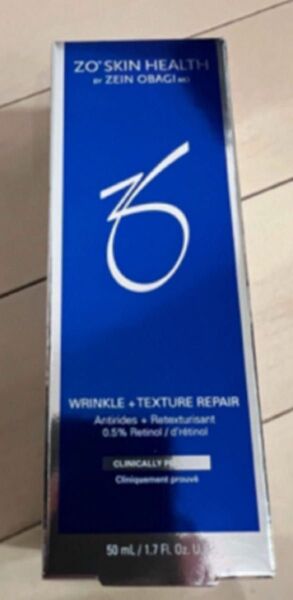 ZO® SKIN HEALTH
BY ZEIN OBAGI MD
ZO
WRINKLE + TEXTURE REPAIR
Antirides + Retexturisant
0.5% Retinol / d'rétinol
CLINICALLY
Cliniquement prouvé
50 mL / 1.7 Fl. Oz. U.